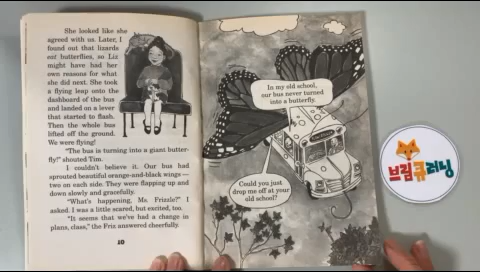 She looked like she
agreed with us. Later, I
found out that lizards
eat butterflies, so Liz
might have had her
own reasons for what
she did next. She took
a flying leap onto the
dashboard of the bus
and landed on a lever
that started to flash.
Then the whole bus
lifted off the ground.
We were flying!
"The bus is turning into a giant butter-
fly!" shouted Tim.
I couldn't believe it. Our bus had
sprouted beautiful orange-and-black wings —
two on each side. They were flapping up and
down slowly and gracefully.
"What's happening, Ms. Frizzle?" I
asked. I was a little scared, but excited, too.
"It seems that we've had a change in
plans, class," the Friz answered cheerfully.
10
In my old school,
our bus never turned
into a butterfly.
Could you just
drop me off at your
old school?
브림큐
러닝